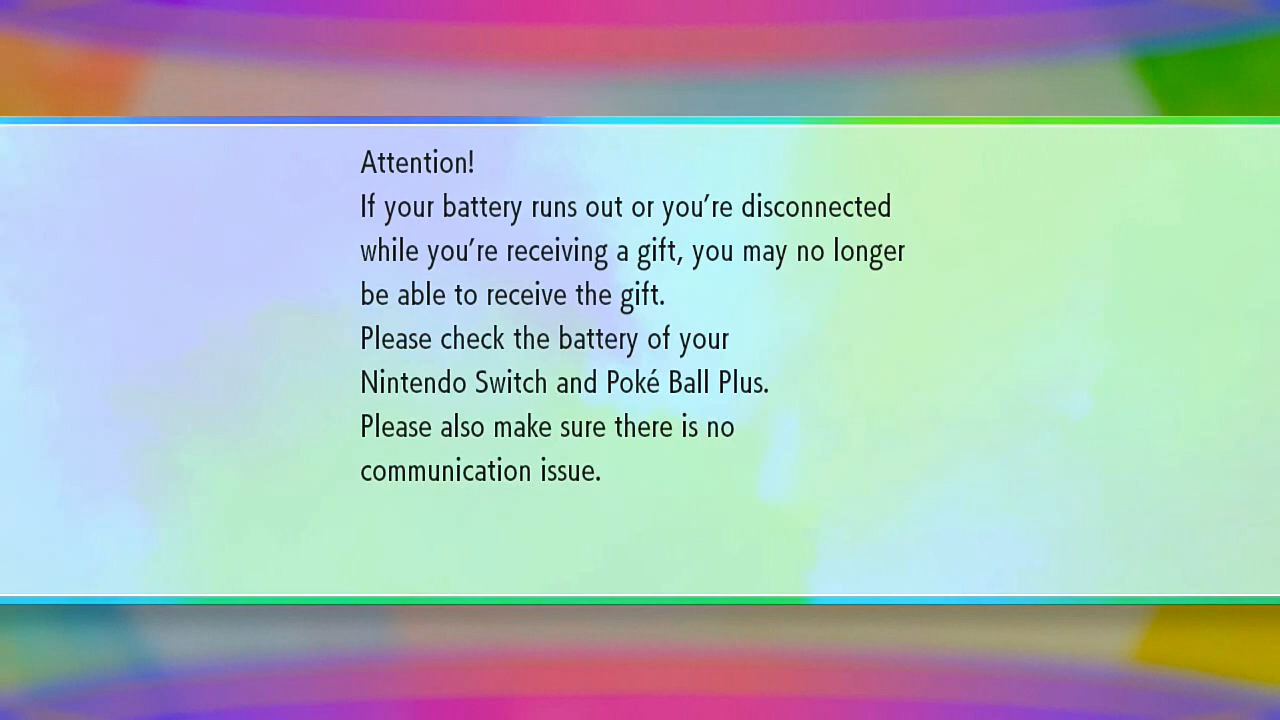 Attention!
If your battery runs out or you’re disconnected
while you’re receiving a gift, you may no longer
be able to receive the gift.
Please check the battery of your
Nintendo Switch and Poké Ball Plus.
Please also make sure there is no
communication issue.